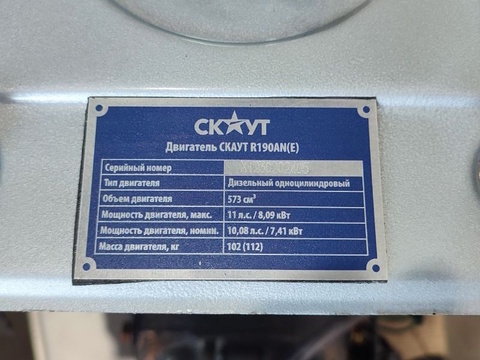 СКАУТ
Двигатель СКАУТ R190AN(E)
Серийный номер
Тип двигателя Дизельный одноцилиндровый
Объем двигателя 573 см³
Мощность двигателя, макс. 11 л.с. / 8,09 кВт
Мощность двигателя, номин. 10,08 л.с. / 7,41 кВт
Масса двигателя, кг 102 (112)